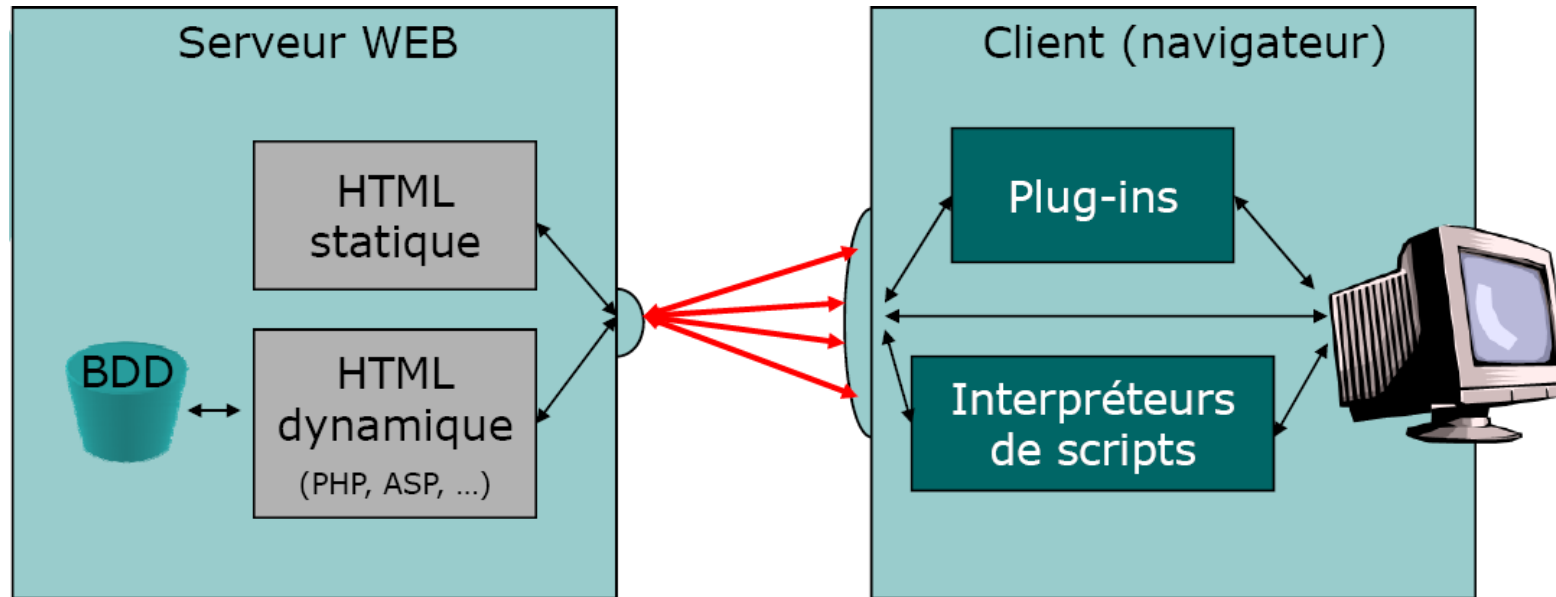 Serveur WEB
HTML
statique
BDD
HTML
dynamique
(PHP, ASP, …)
Client (navigateur)
Plug-ins
Interpréteurs
de scripts